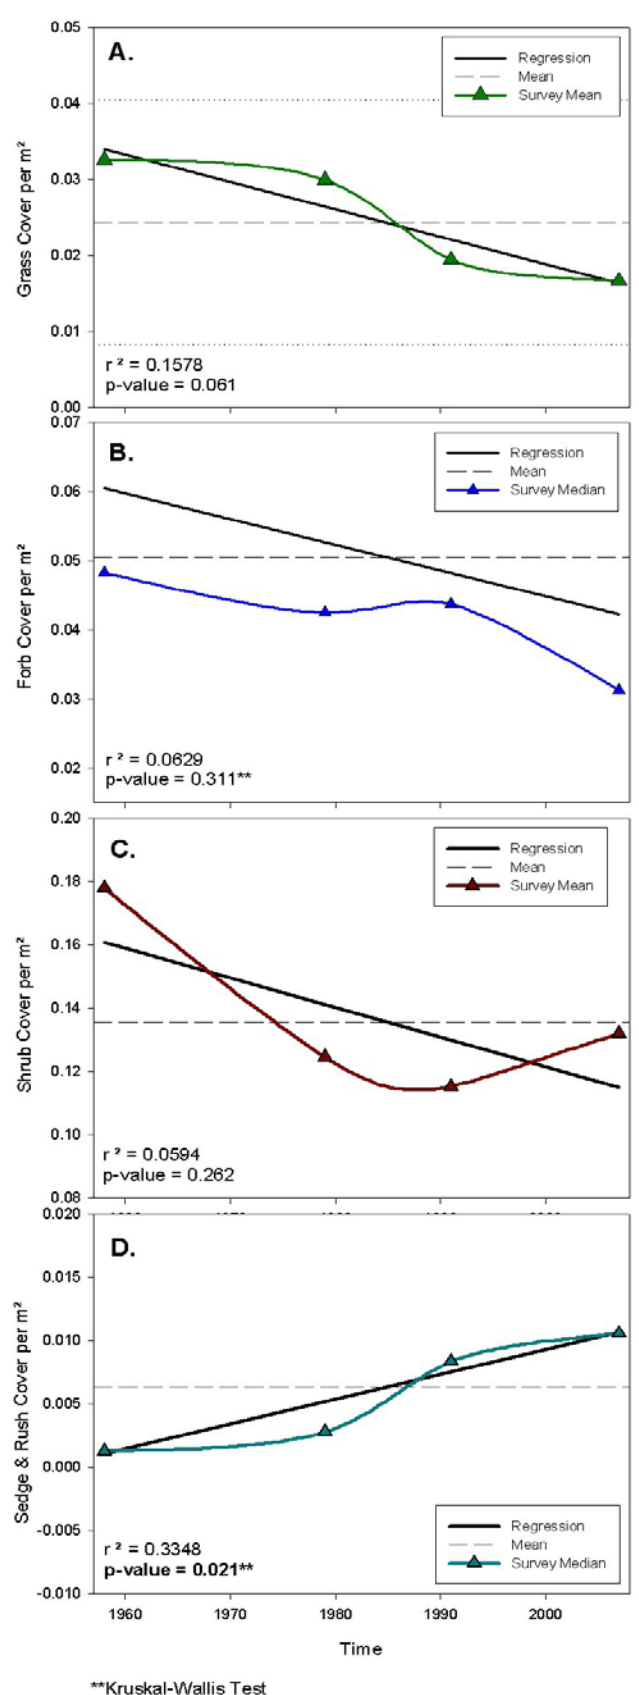 A.
Regression
Mean
Survey Mean
0.05
0.04
0.03
0.02
0.01
0.00
Grass Cover per m²
r ² = 0.1578
p-value = 0.061
B.
Regression
Mean
Survey Median
0.07
0.06
0.05
0.04
0.03
0.02
Forb Cover per m²
r ² = 0.0629
p-value = 0.311**
C.
Regression
Mean
Survey Mean
0.20
0.18
0.16
0.14
0.12
0.10
0.08
Shrub Cover per m²
r ² = 0.0594
p-value = 0.262
D.
0.020
0.015
0.010
0.005
0.000
-0.005
-0.010
Sedge & Rush Cover per m²
r ² = 0.3348
p-value = 0.021**
Regression
Mean
Survey Median
1960 1970 1980 1990 2000
Time
**Kruskal-Wallis Test